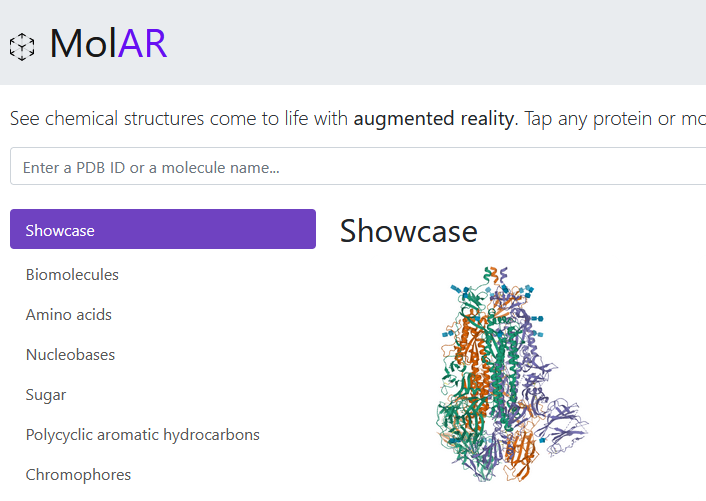 MolAR
See chemical structures come to life with augmented reality. Tap any protein or
Enter a PDB ID or a molecule name...
Showcase
Showcase
Biomolecules
Amino acids
Nucleobases
Sugar
Polycyclic aromatic hydrocarbons
Chromophores